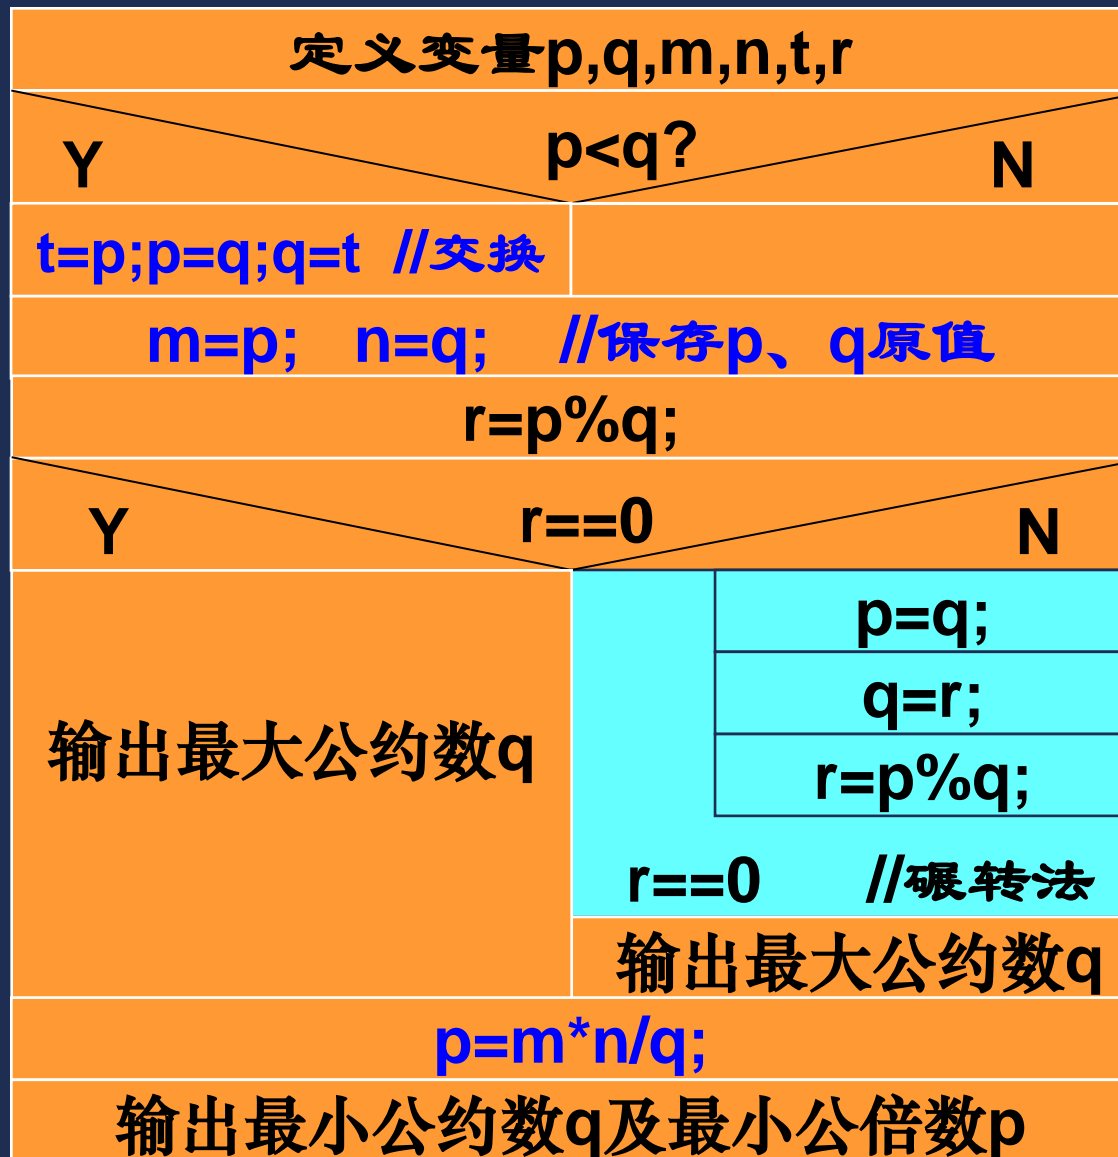 定义变量p,q,m,n,t,r
p<q?
Y N
t=p;p=q;q=t //交换
m=p; n=q; //保存p、q原值
r=p%q;
r==0
Y N
p=q;
q=r;
r=p%q;
输出最大公约数q
r==0 //碾转法
输出最大公约数q
p=m*n/q;
输出最小公约数q及最小公倍数p